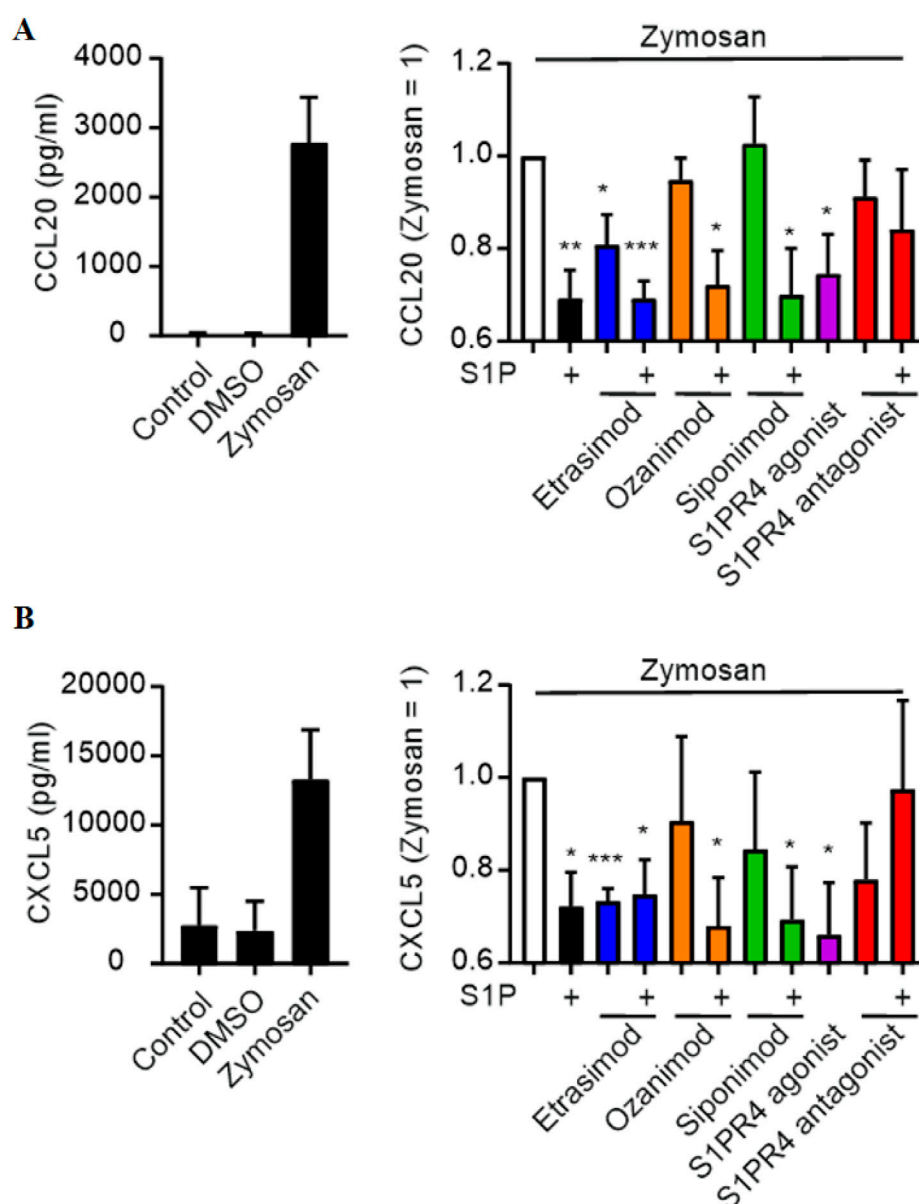 A
CCL20 (pg/ml)
4000
3000
2000
1000
0
Control
DMSO
Zymosan
Zymosan
CCL20 (Zymosan = 1)
1.2
1.0
0.8
0.6
** * *** * * *
S1P + + + + +
Etrasimod
Ozanimod
Siponimod
S1PR4 agonist
S1PR4 antagonist
B
CXCL5 (pg/ml)
20000
15000
10000
5000
0
Control
DMSO
Zymosan
Zymosan
CXCL5 (Zymosan = 1)
1.2
1.0
0.8
0.6
* *** * * * *
S1P + + + + +
Etrasimod
Ozanimod
Siponimod
S1PR4 agonist
S1PR4 antagonist